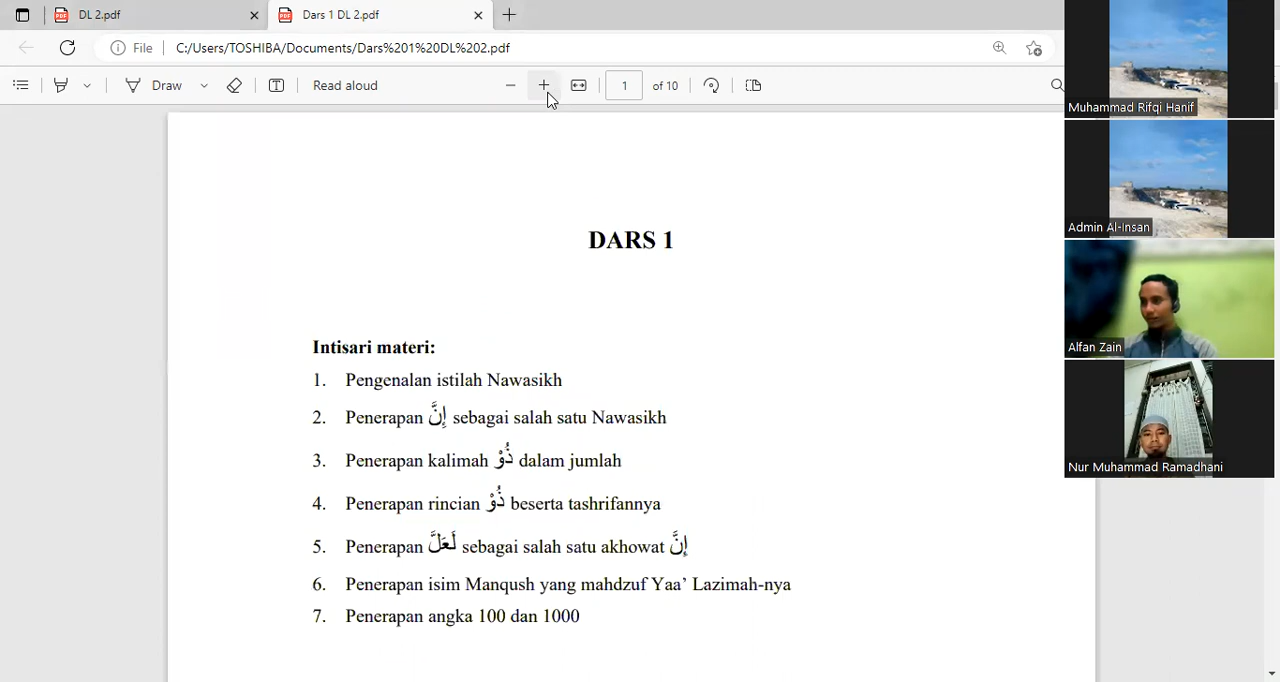 DL 2.pdf
Dars 1 DL 2.pdf
File
C:/Users/TOSHIBA/Documents/Dars%201%20DL%202.pdf
Draw
Read aloud
1
of 10
DARS 1
Intisari materi:
1. Pengenalan istilah Nawasikh
2. Penerapan إِنَّ sebagai salah satu Nawasikh
3. Penerapan kalimah ذُوْ dalam jumlah
4. Penerapan rincian ذُوْ beserta tashrifannya
5. Penerapan لَعَلَّ sebagai salah satu akhowat إِنَّ
6. Penerapan isim Manqush yang mahdzuf Yaa’ Lazimah-nya
7. Penerapan angka 100 dan 1000
Muhammad Rifqi Hanif
Admin Al-Insan
Alfan Zain
Nur Muhammad Ramadhani